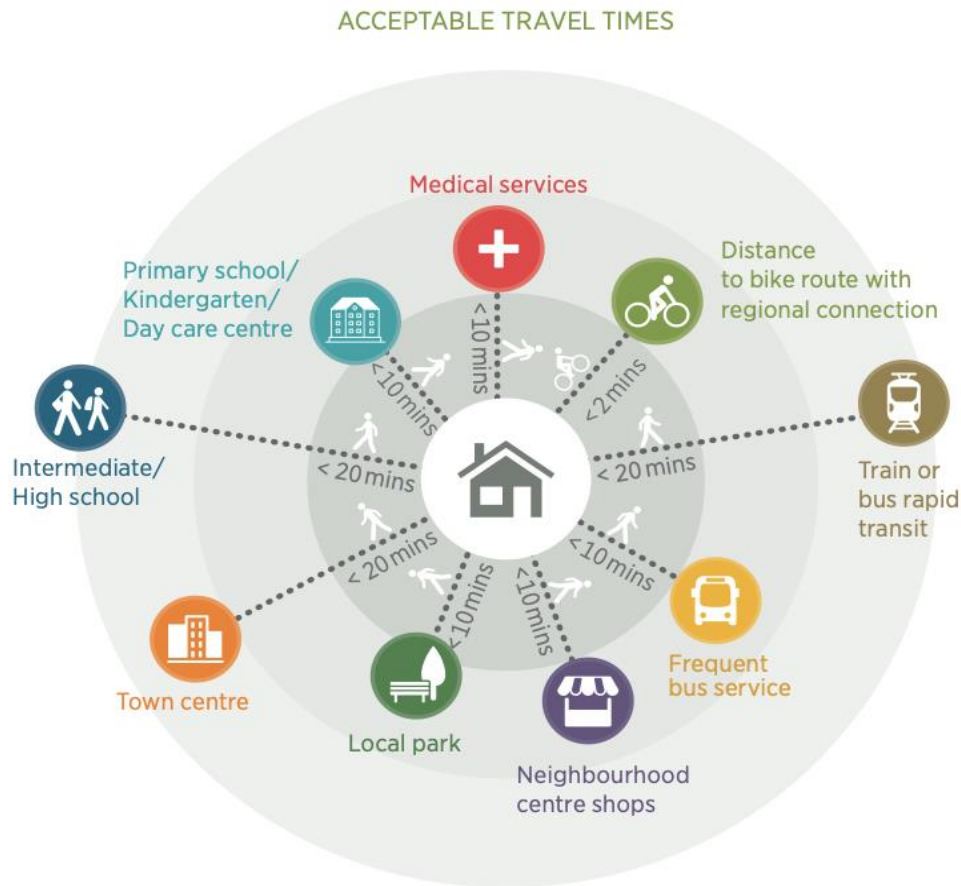 ACCEPTABLE TRAVEL TIMES
Medical services
<10 mins
Distance
to bike route with
regional connection
<2 mins
Train or
bus rapid
transit
< 20 mins
Frequent
bus service
<10 mins
Neighbourhood
centre shops
<10 mins
Local park
<10 mins
Town centre
< 20 mins
Intermediate/
High school
< 20 mins
Primary school/
Kindergarten/
Day care centre
<10 mins